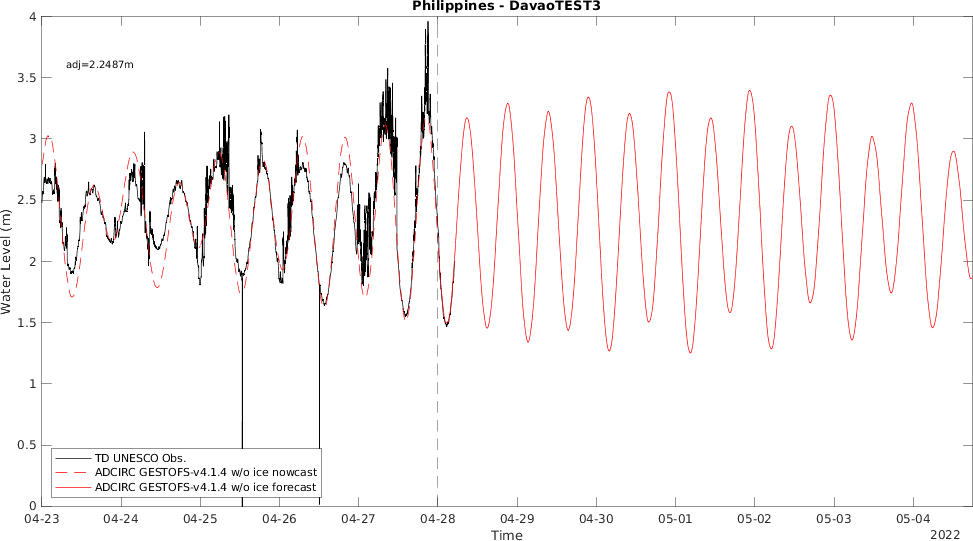 Philippines - DavaoTEST3
4
adj=2.2487m
3.5
3
2.5
2
1.5
1
0.5
0
Water Level (m)
TD UNESCO Obs.
ADCIRC GESTOFS-v4.1.4 w/o ice nowcast
ADCIRC GESTOFS-v4.1.4 w/o ice forecast
04-23 04-24 04-25 04-26 04-27 04-28 04-29 04-30 05-01 05-02 05-03 05-04
Time
2022